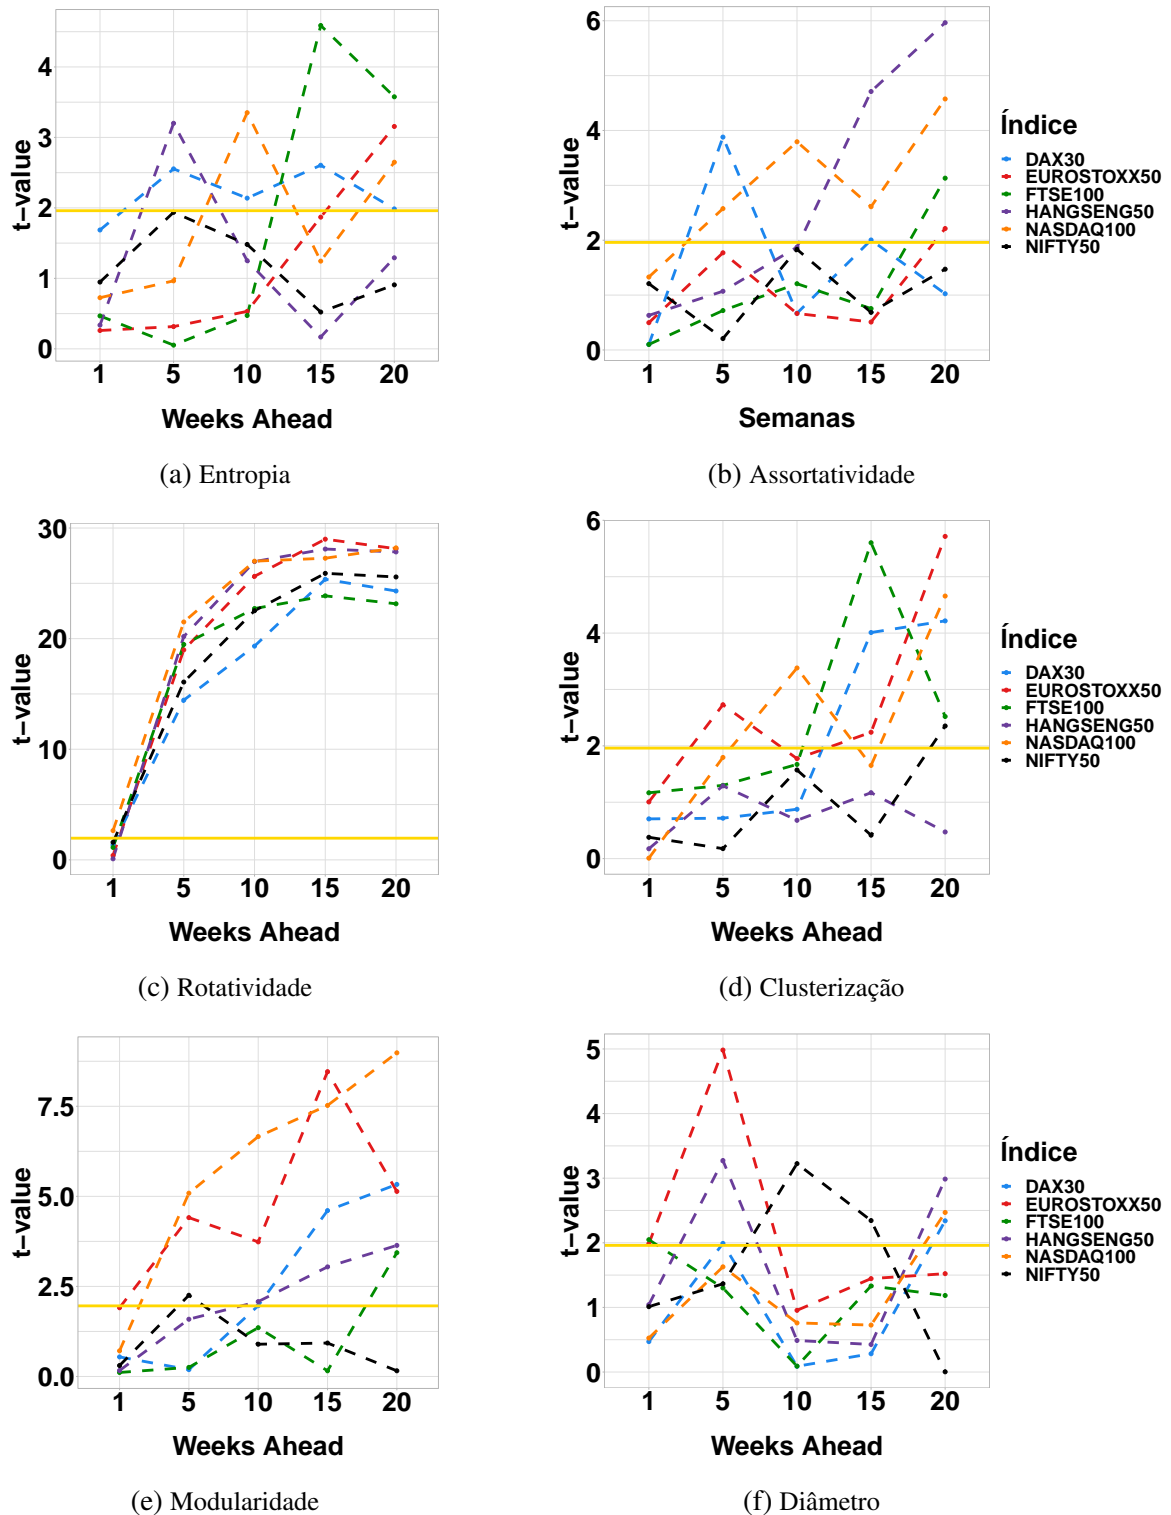 4
3
2
1
0
t-value
1 5 10 15 20
Weeks Ahead
(a) Entropia
6
4
2
0
t-value
1 5 10 15 20
Semanas
(b) Assortatividade
Índice
DAX30
EUROSTOXX50
FTSE100
HANGSENG50
NASDAQ100
NIFTY50
30
20
10
0
t-value
1 5 10 15 20
Weeks Ahead
(c) Rotatividade
6
4
2
0
t-value
1 5 10 15 20
Weeks Ahead
(d) Clusterização
Índice
DAX30
EUROSTOXX50
FTSE100
HANGSENG50
NASDAQ100
NIFTY50
7.5
5.0
2.5
0.0
t-value
1 5 10 15 20
Weeks Ahead
(e) Modularidade
5
4
3
2
1
0
t-value
1 5 10 15 20
Weeks Ahead
(f) Diâmetro
Índice
DAX30
EUROSTOXX50
FTSE100
HANGSENG50
NASDAQ100
NIFTY50